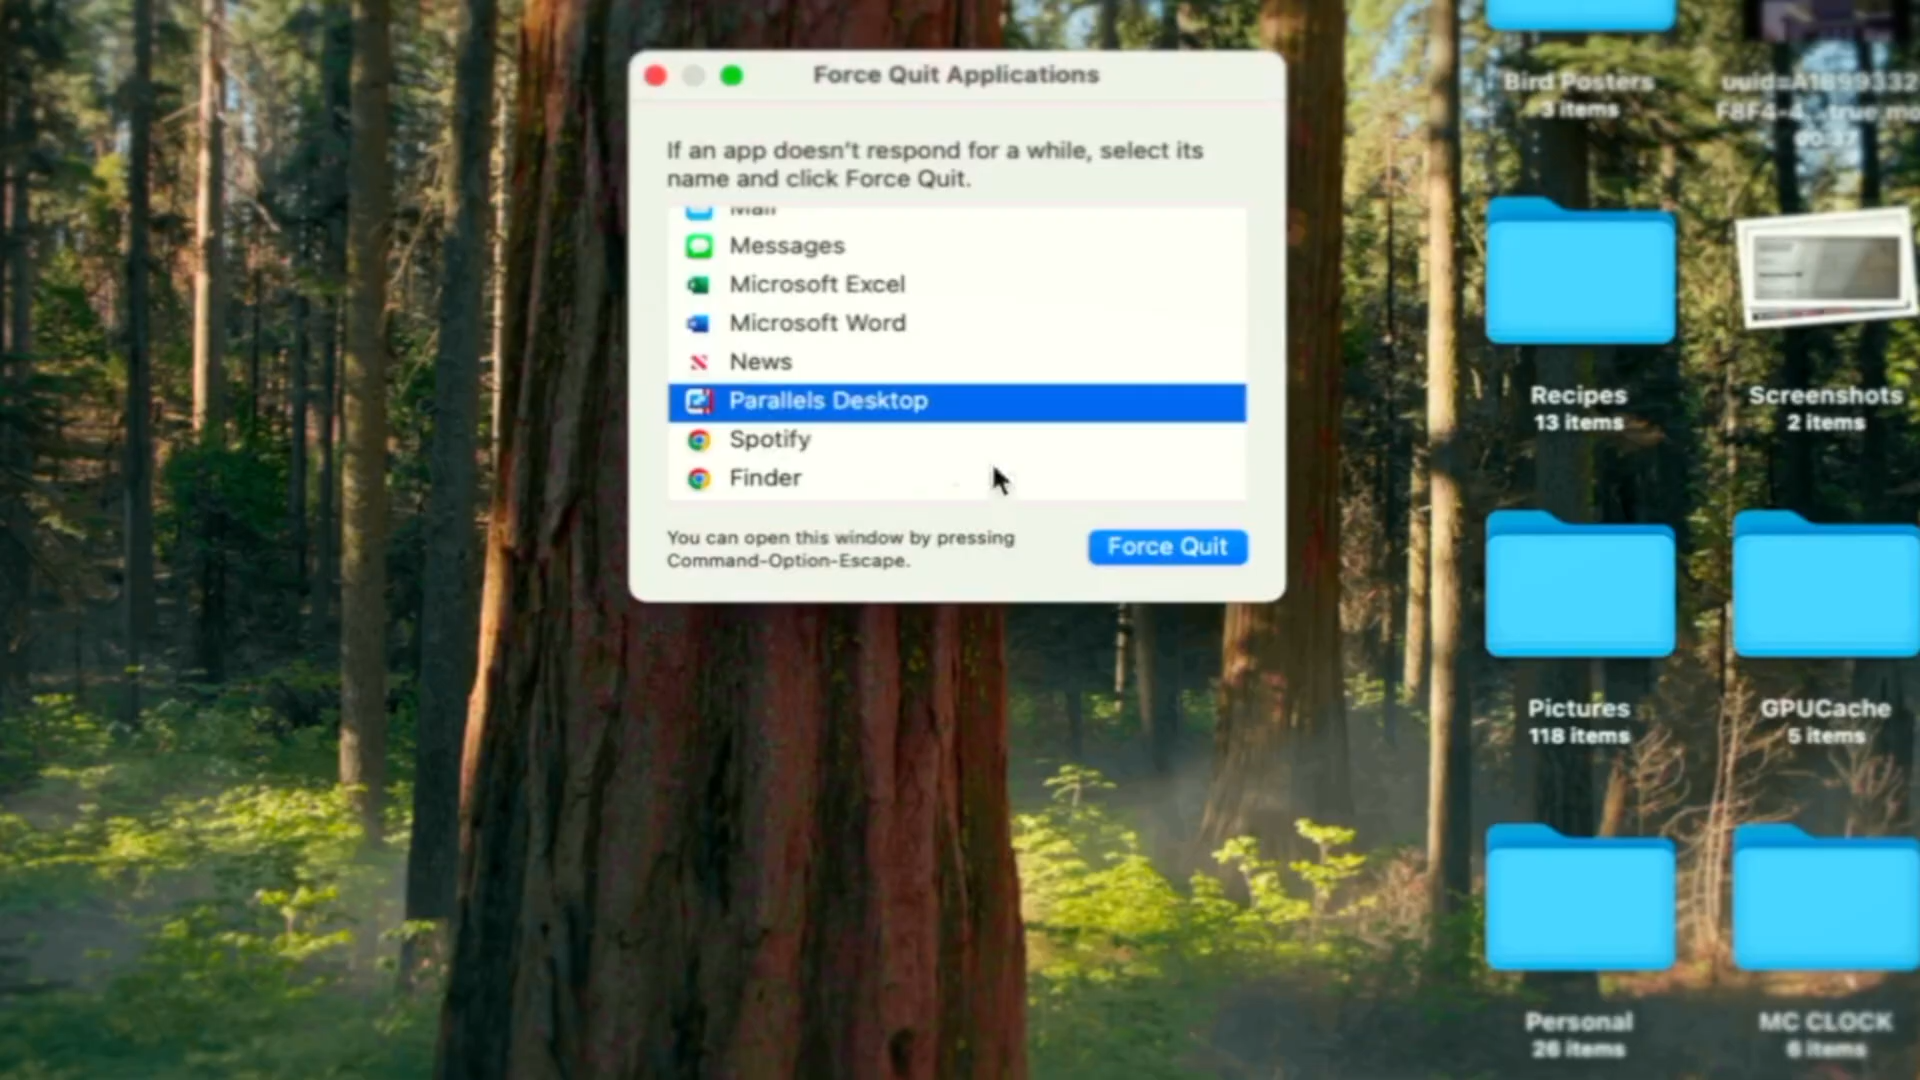 Force Quit Applications
If an app doesn't respond for a while, select its
name and click Force Quit.
Mail
Messages
Microsoft Excel
Microsoft Word
News
Parallels Desktop
Spotify
Finder
You can open this window by pressing
Command-Option-Escape.
Force Quit
Bird Posters
3 items
Recipes
13 items
Screenshots
2 items
Pictures
118 items
GPUCache
5 items
Personal
26 items
MC CLOCK
6 items